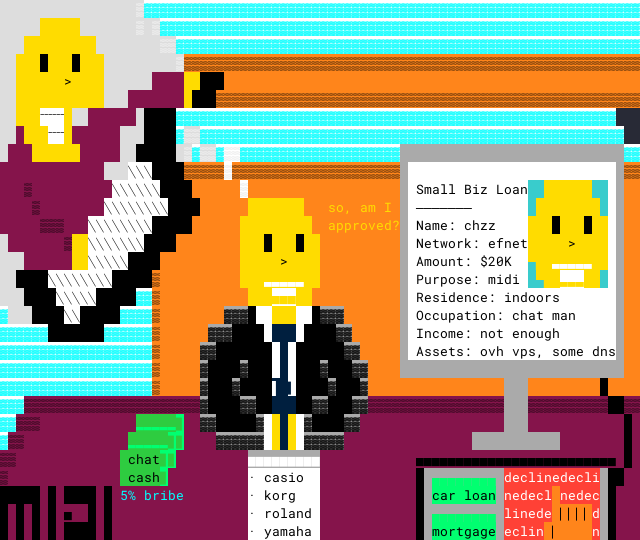 so, am I
approved?
Small Biz Loan
Name: chzz
Network: efnet
Amount: $20K
Purpose: midi
Residence: indoors
Occupation: chat man
Income: not enough
Assets: ovh vps, some dns
chat
cash
5% bribe
· casio
· korg
· roland
· yamaha
car loan
mortgage
declinedecli
nedecl nedec
linede d
eclin n